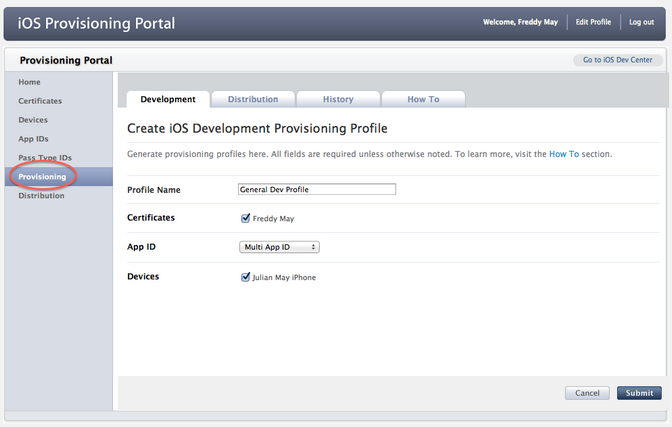 iOS Provisioning Portal
Welcome, Freddy May Edit Profile Log out
Provisioning Portal
Go to iOS Dev Center
Home
Certificates
Devices
App IDs
Pass Type IDs
Provisioning
Distribution
Development Distribution History How To
Create iOS Development Provisioning Profile
Generate provisioning profiles here. All fields are required unless otherwise noted. To learn more, visit the How To section.
Profile Name General Dev Profile
Certificates Freddy May
App ID Multi App ID
Devices Julian May iPhone
Cancel Submit